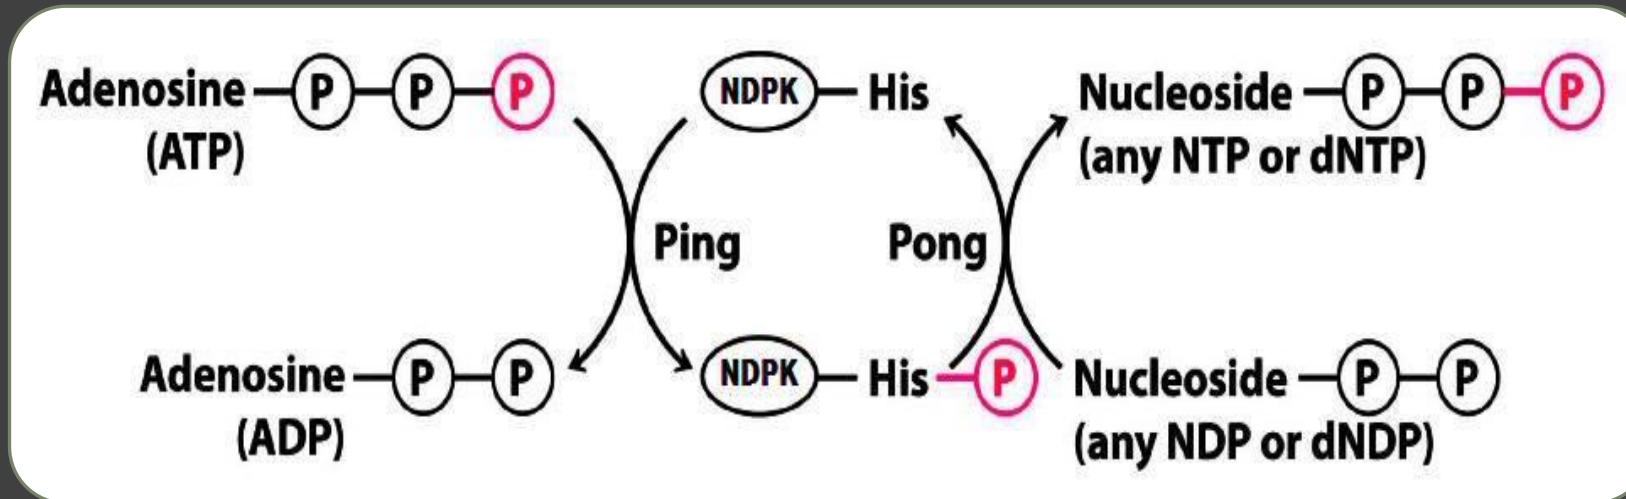 Adenosine P P P
(ATP)
NDPK His
Nucleoside P P P
(any NTP or dNTP)
Ping
Pong
Adenosine P P
(ADP)
NDPK His P
Nucleoside P P
(any NDP or dNDP)